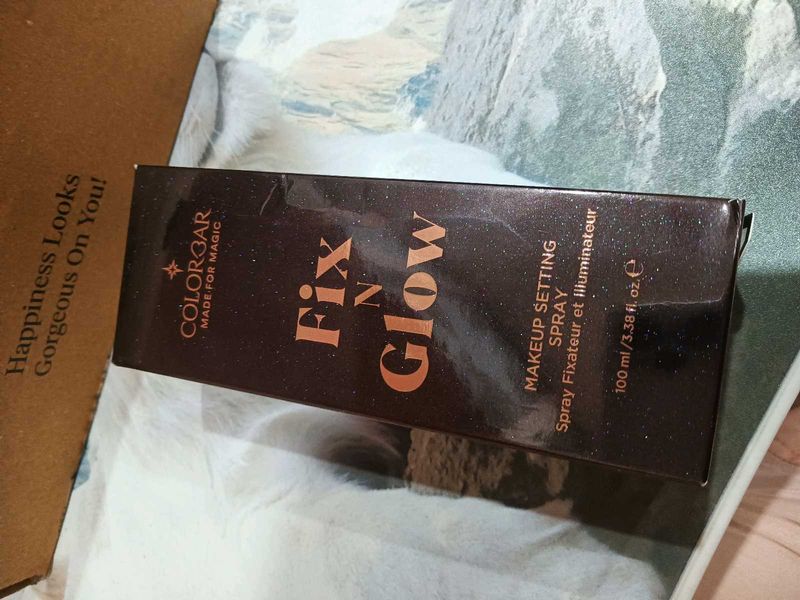 Happiness Looks
Gorgeous On You!
COLORBAR
MADE FOR MAGIC
Fix
N
Glow
MAKEUP SETTING
SPRAY
Spray Fixateur et Illuminateur
100 ml/3.38 fl. oz. ℮